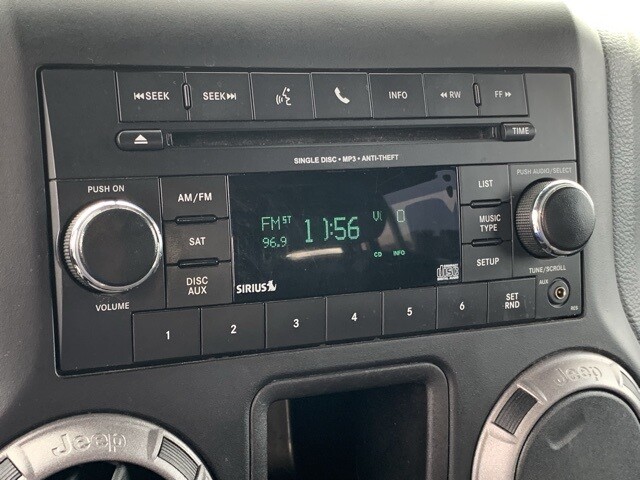 SEEK SEEK INFO RW FF
TIME
SINGLE DISC • MP3 • ANTI-THEFT
PUSH ON AM/FM LIST PUSH AUDIO/SELECT
FM ST 96.9 11:56
SAT MUSIC TYPE
CD INFO
DISC AUX SIRIUS SETUP
VOLUME TUNE/SCROLL
AUX
1 2 3 4 5 6 SET RND
Jeep Jeep